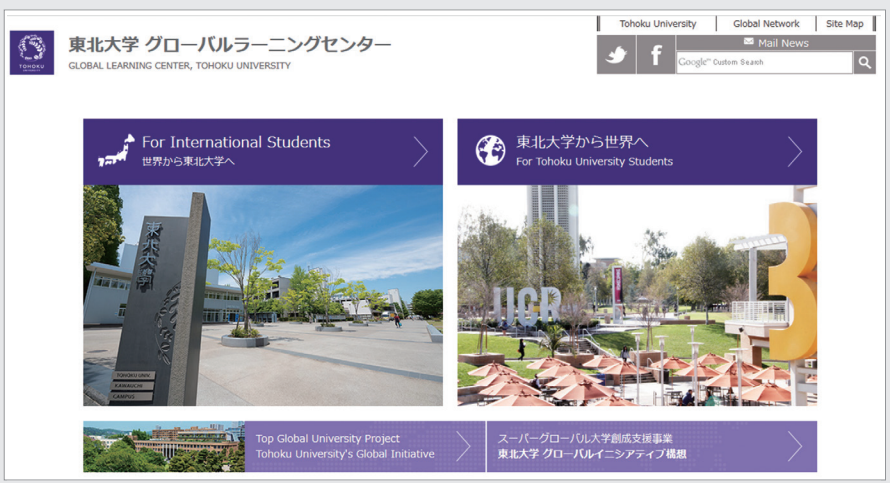 Tohoku University
Global Network
Site Map
TOHOKU
UNIVERSITY
東北大学 グローバルラーニングセンター
GLOBAL LEARNING CENTER, TOHOKU UNIVERSITY
Mail News
Google™ Custom Search
For International Students
世界から東北大学へ
東北大学から世界へ
For Tohoku University Students
東北大学
TOHOKU UNIV.
KAWAUCHI
CAMPUS
UCR
3
Top Global University Project
Tohoku University's Global Initiative
スーパーグローバル大学創成支援事業
東北大学 グローバルイニシアティブ構想